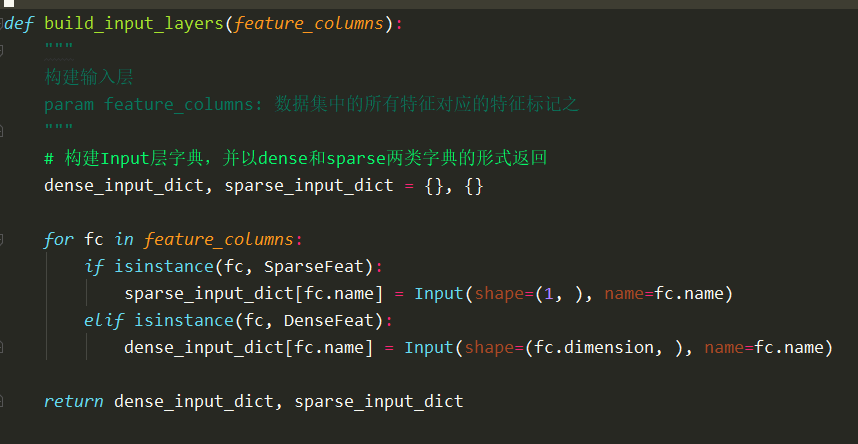 def build_input_layers(feature_columns):
    """
    构建输入层
    param feature_columns: 数据集中的所有特征对应的特征标记之
    """
    # 构建Input层字典，并以dense和sparse两类字典的形式返回
    dense_input_dict, sparse_input_dict = {}, {}
    for fc in feature_columns:
        if isinstance(fc, SparseFeat):
            sparse_input_dict[fc.name] = Input(shape=(1, ), name=fc.name)
        elif isinstance(fc, DenseFeat):
            dense_input_dict[fc.name] = Input(shape=(fc.dimension, ), name=fc.name)
    return dense_input_dict, sparse_input_dict